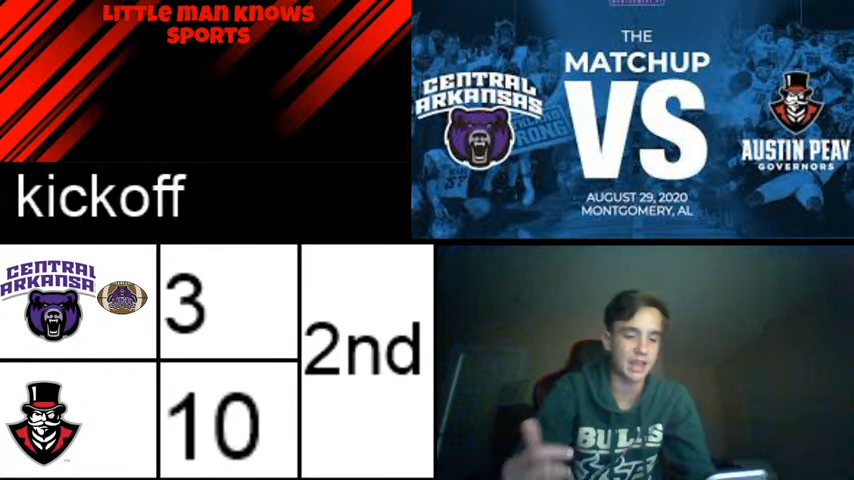 LITTLE MAN KNOWS
SPORTS
THE
MATCHUP
VS
CENTRAL
ARKANSAS
AUSTIN PEAY
GOVERNORS
AUGUST 29, 2020
MONTGOMERY, AL
kickoff
CENTRAL
ARKANSA
3
2nd
10
BULLS